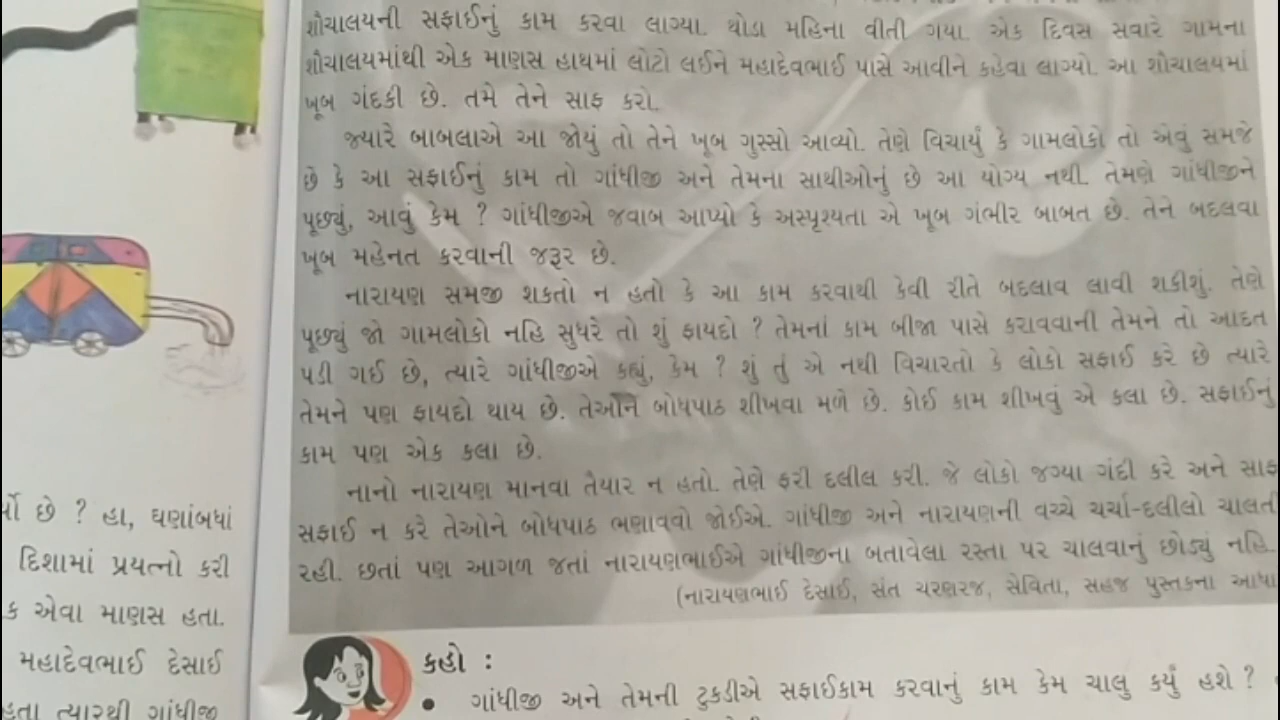 શૌચાલયની સફાઈનું કામ કરવા લાગ્યા. થોડા મહિના વીતી ગયા. એક દિવસ સવારે ગામના
શૌચાલયમાંથી એક માણસ હાથમાં લોટો લઈને મહાદેવભાઈ પાસે આવીને કહેવા લાગ્યો. આ શૌચાલયમાં
ખૂબ ગંદકી છે. તમે તેને સાફ કરો.
જ્યારે બાબલાએ આ જોયું તો તેને ખૂબ ગુસ્સો આવ્યો. તેણે વિચાર્યું કે ગામલોકો તો એવું સમજે
છે કે આ સફાઈનું કામ તો ગાંધીજી અને તેમના સાથીઓનું છે આ યોગ્ય નથી. તેમણે ગાંધીજીને
પૂછ્યું, આવું કેમ ? ગાંધીજીએ જવાબ આપ્યો કે અસ્પૃશ્યતા એ ખૂબ ગંભીર બાબત છે. તેને બદલવા
ખૂબ મહેનત કરવાની જરૂર છે.
નારાયણ સમજી શકતો ન હતો કે આ કામ કરવાથી કેવી રીતે બદલાવ લાવી શકીશું. તેણે
પૂછ્યું જો ગામલોકો નહિ સુધરે તો શું ફાયદો ? તેમનાં કામ બીજા પાસે કરાવવાની તેમને તો આદત
પડી ગઈ છે, ત્યારે ગાંધીજીએ કહ્યું, કેમ ? શું તું એ નથી વિચારતો કે લોકો સફાઈ કરે છે ત્યારે
તેમને પણ ફાયદો થાય છે. તેઓને બોધપાઠ શીખવા મળે છે. કોઈ કામ શીખવું એ કલા છે. સફાઈનું
કામ પણ એક કલા છે.
નાનો નારાયણ માનવા તૈયાર ન હતો. તેણે ફરી દલીલ કરી. જે લોકો જગ્યા ગંદી કરે અને સાફ
સફાઈ ન કરે તેઓને બોધપાઠ ભણાવવો જોઈએ. ગાંધીજી અને નારાયણની વચ્ચે ચર્ચા-દલીલો ચાલતી
રહી. છતાં પણ આગળ જતાં નારાયણભાઈએ ગાંધીજીના બતાવેલા રસ્તા પર ચાલવાનું છોડ્યું નહિ.
(નારાયણભાઈ દેસાઈ, સંત ચરણરજ, સેવિતા, સહજ પુસ્તકના આધા
કહો :
• ગાંધીજી અને તેમની ટુકડીએ સફાઈકામ કરવાનું કામ કેમ ચાલુ કર્યું હશે ?
છે ? હા, ઘણાંબધાં
દિશામાં પ્રયત્નો કરી
ક એવા માણસ હતા.
મહાદેવભાઈ દેસાઈ
હતા ત્યારથી ગાંધીજી